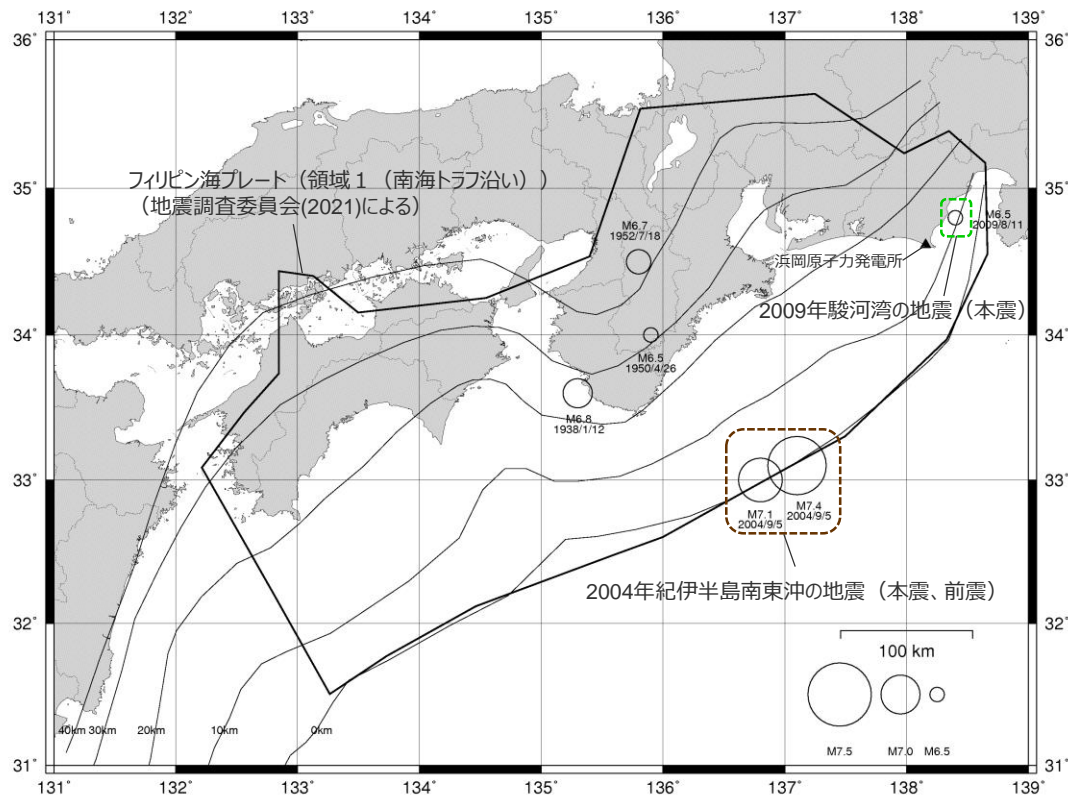 131˚ 132˚ 133˚ 134˚ 135˚ 136˚ 137˚ 138˚ 139˚
36˚ 36˚
フィリピン海プレート（領域１（南海トラフ沿い））
（地震調査委員会(2021)による）
35˚ 35˚
M6.5
2009/8/11
M6.7
1952/7/18
浜岡原子力発電所
2009年駿河湾の地震（本震）
34˚ 34˚
M6.5
1950/4/26
M6.8
1938/1/12
33˚ 33˚
M7.1
2004/9/5
M7.4
2004/9/5
2004年紀伊半島南東沖の地震（本震、前震）
32˚ 32˚
100 km
40km 30km 20km 10km 0km
M7.5 M7.0 M6.5
31˚ 31˚
131˚ 132˚ 133˚ 134˚ 135˚ 136˚ 137˚ 138˚ 139˚